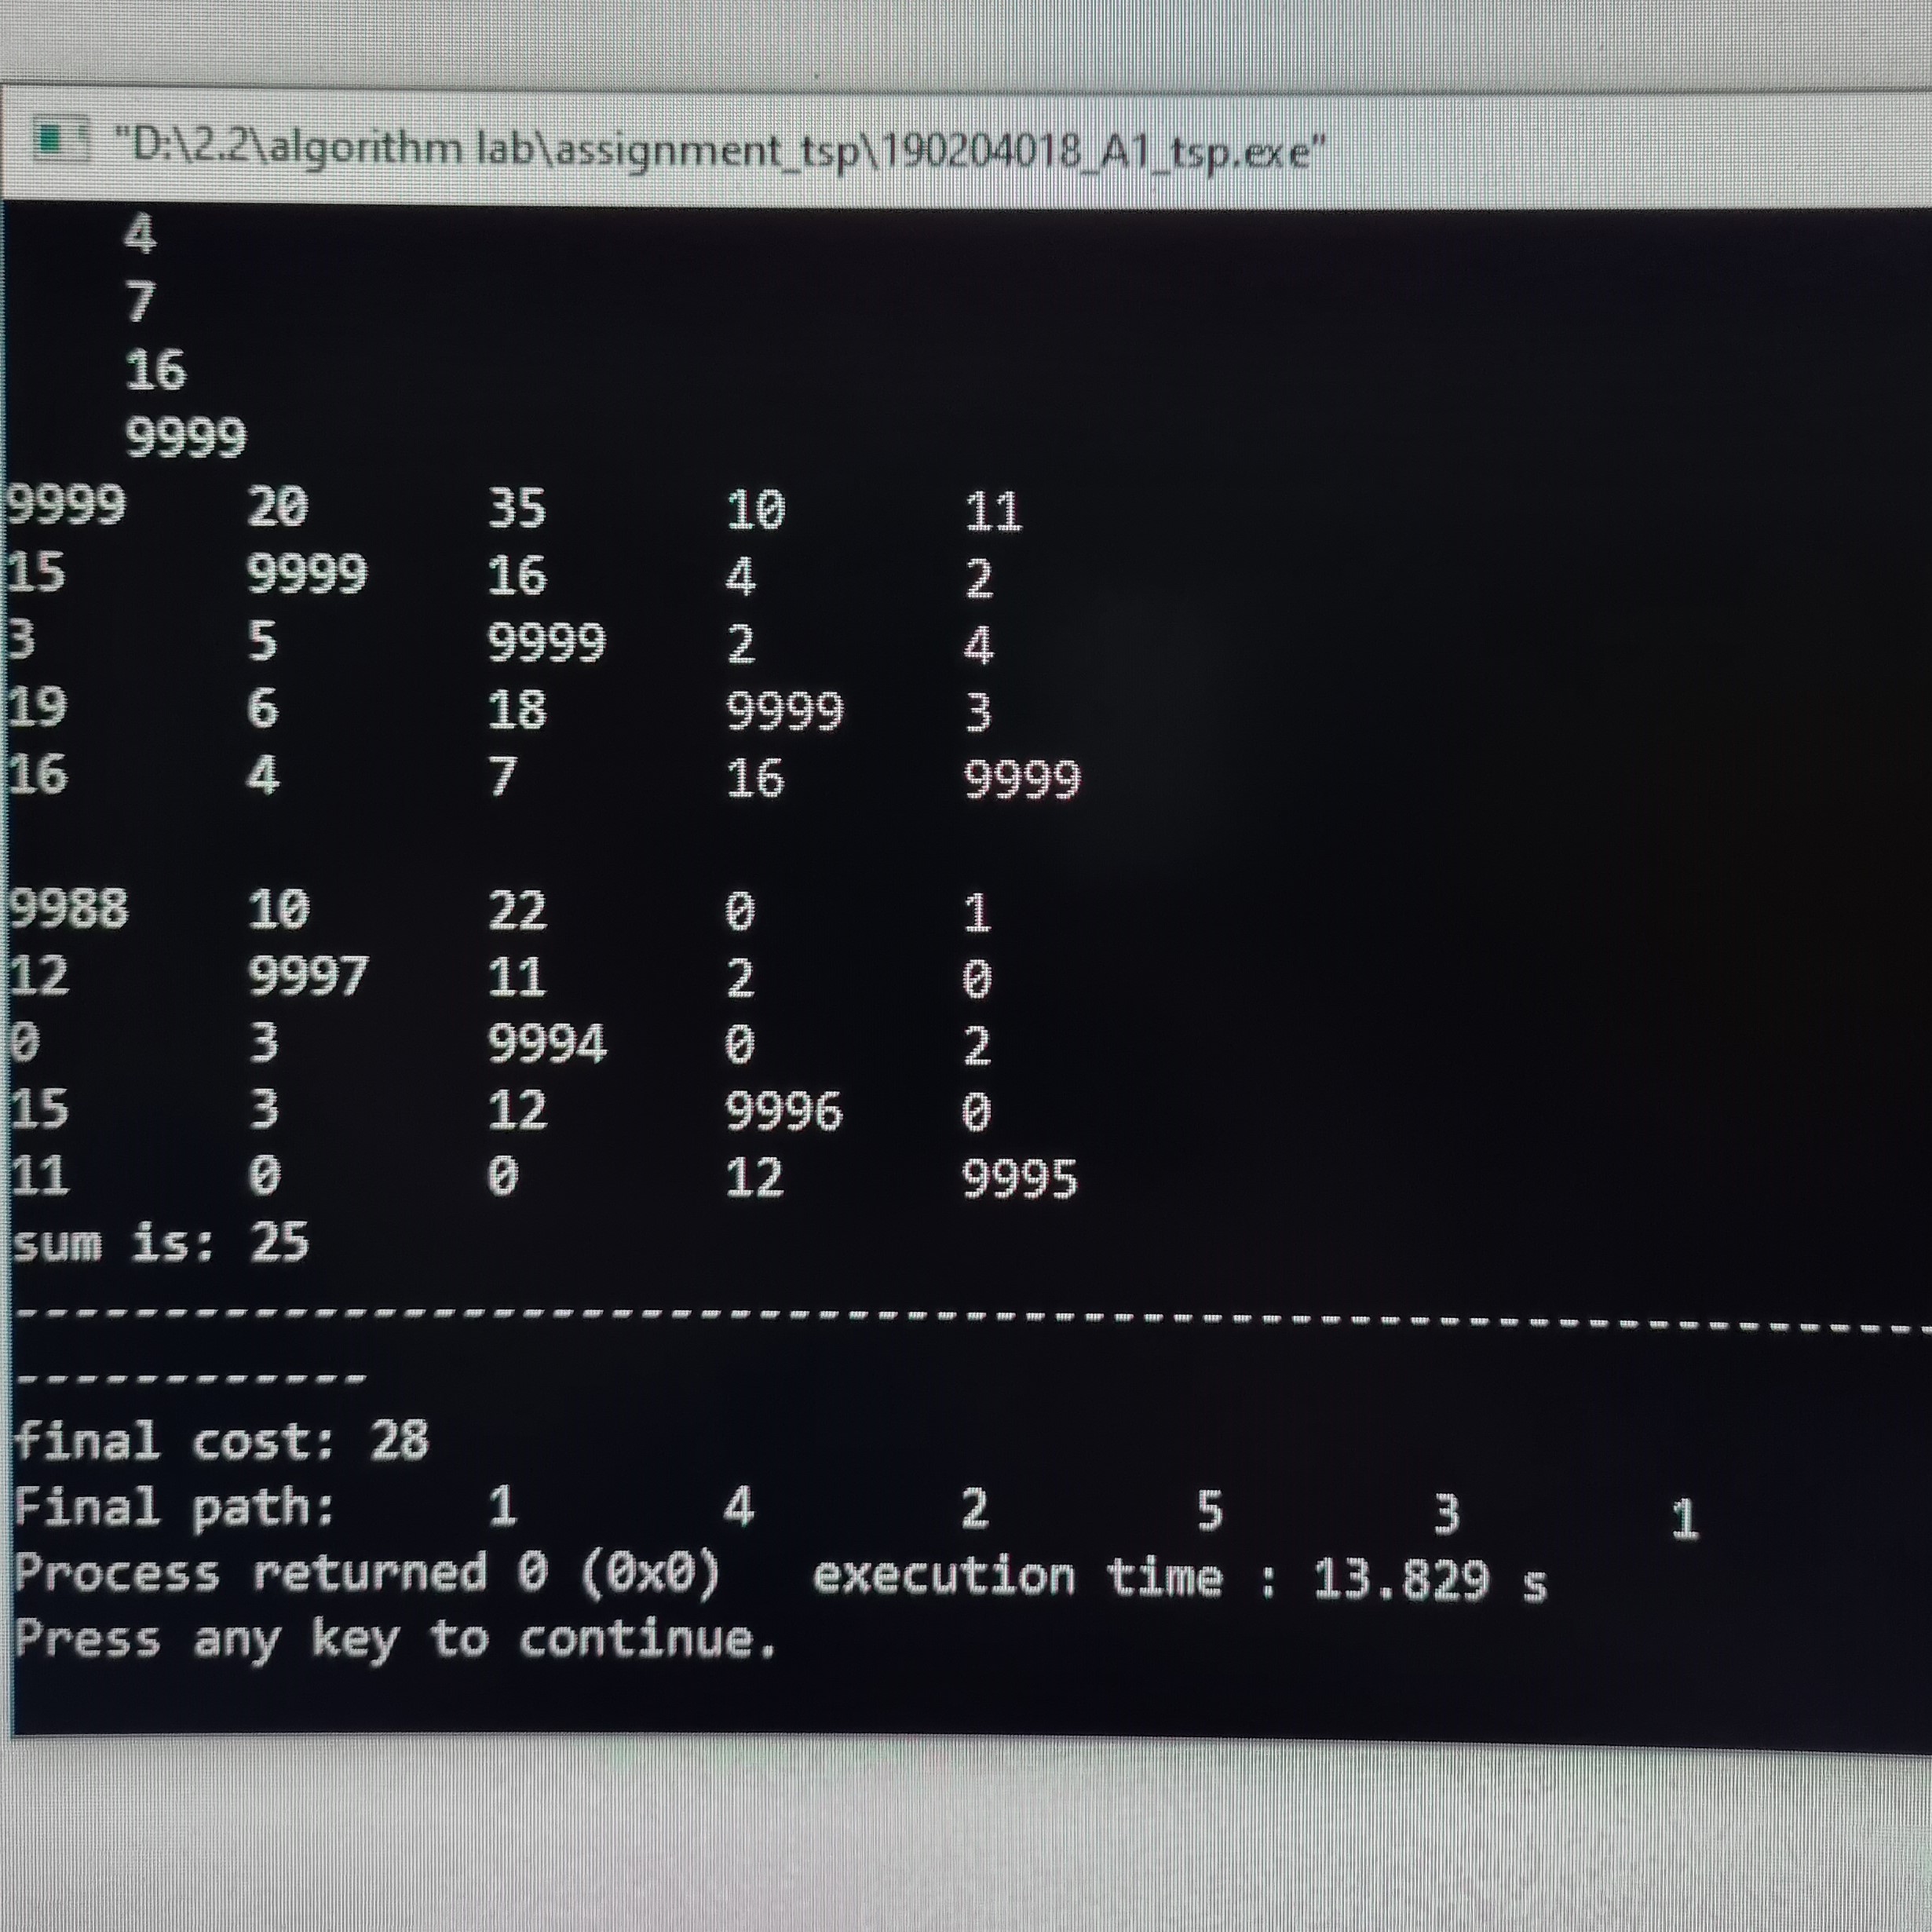 "D:\2.2\algorithm lab\assignment_tsp\190204018_A1_tsp.exe"
4
7
16
9999
9999 20 35 10 11
15 9999 16 4 2
3 5 9999 2 4
19 6 18 9999 3
16 4 7 16 9999
9988 10 22 0 1
12 9997 11 2 0
0 3 9994 0 2
15 3 12 9996 0
11 0 0 12 9995
sum is: 25
-----------------------------------------------------------------
------------
final cost: 28
Final path: 1 4 2 5 3 1
Process returned 0 (0x0) execution time : 13.829 s
Press any key to continue.